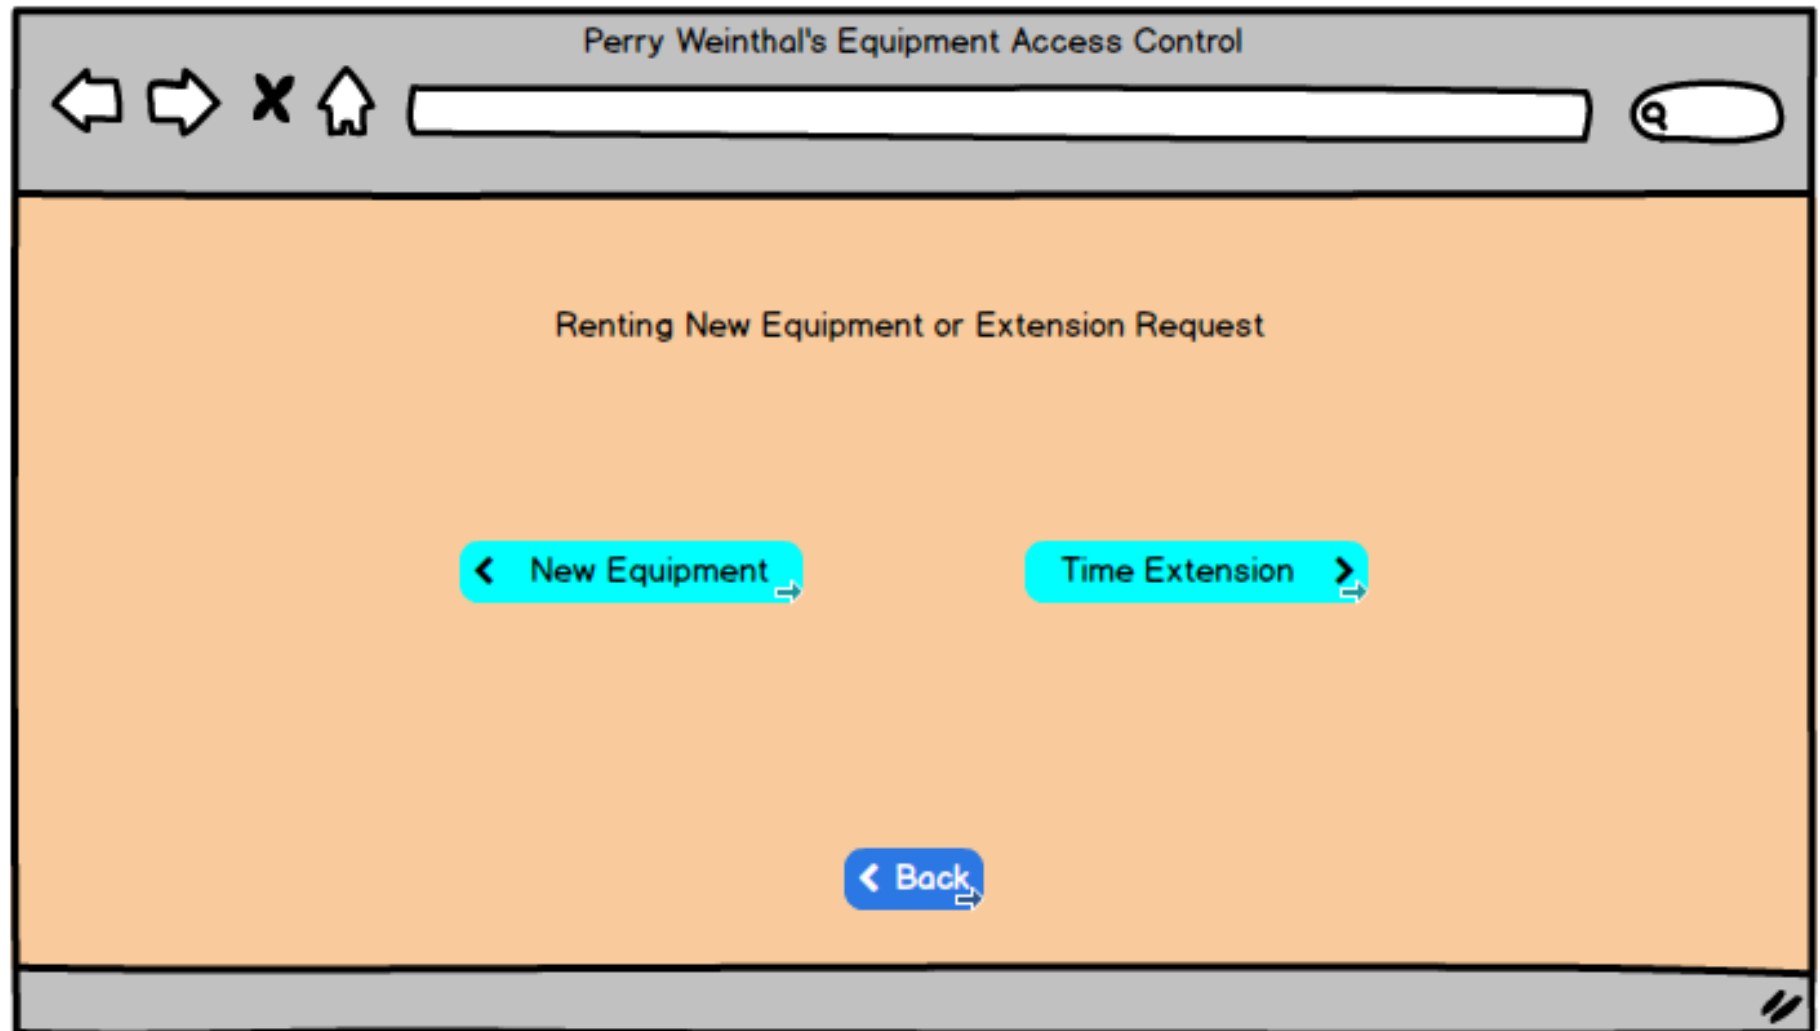 Perry Weinthal's Equipment Access Control
Renting New Equipment or Extension Request
New Equipment
Time Extension
Back